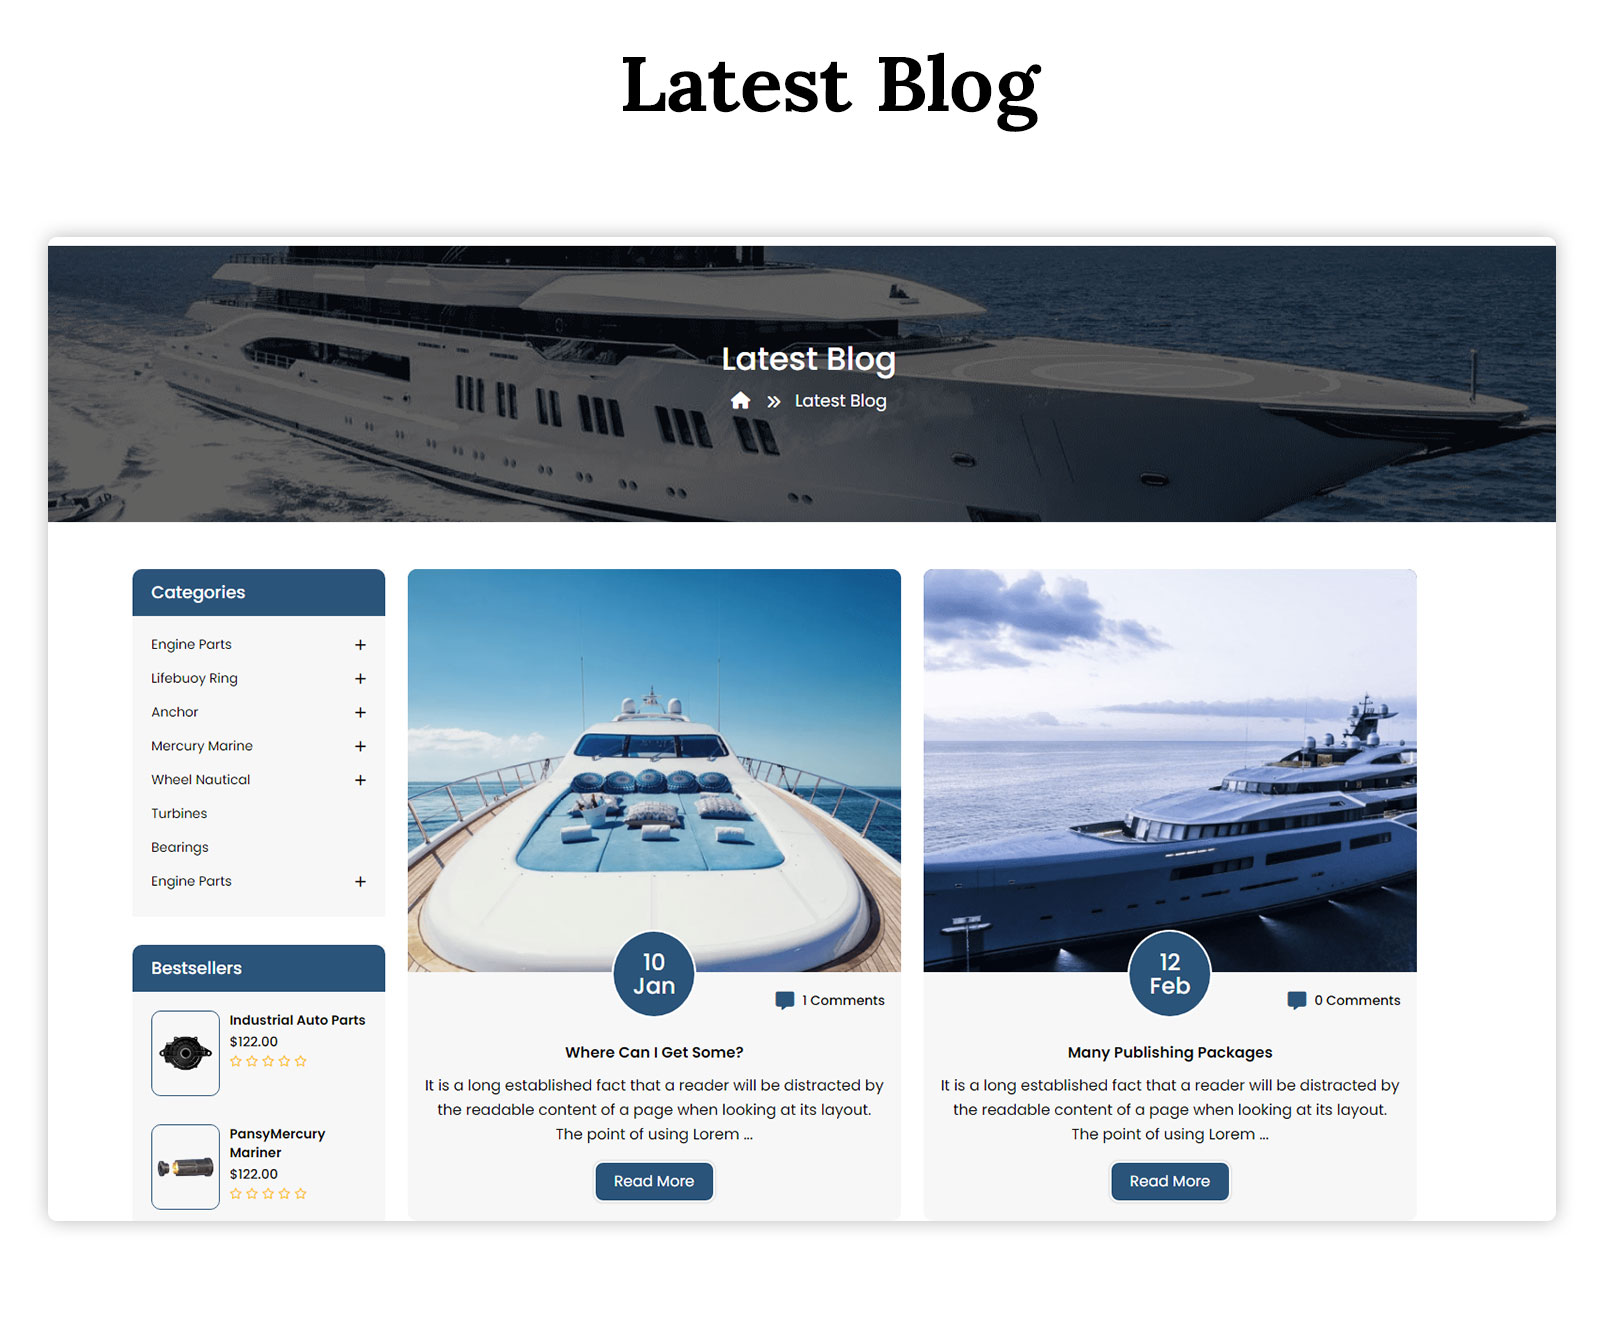 Latest Blog
Latest Blog
Latest Blog
Categories
Engine Parts
Lifebuoy Ring
Anchor
Mercury Marine
Wheel Nautical
Turbines
Bearings
Engine Parts
Bestsellers
Industrial Auto Parts
$122.00
PansyMercury
Mariner
$122.00
10
Jan
1 Comments
Where Can I Get Some?
It is a long established fact that a reader will be distracted by
the readable content of a page when looking at its layout.
The point of using Lorem ...
Read More
12
Feb
0 Comments
Many Publishing Packages
It is a long established fact that a reader will be distracted by
the readable content of a page when looking at its layout.
The point of using Lorem ...
Read More